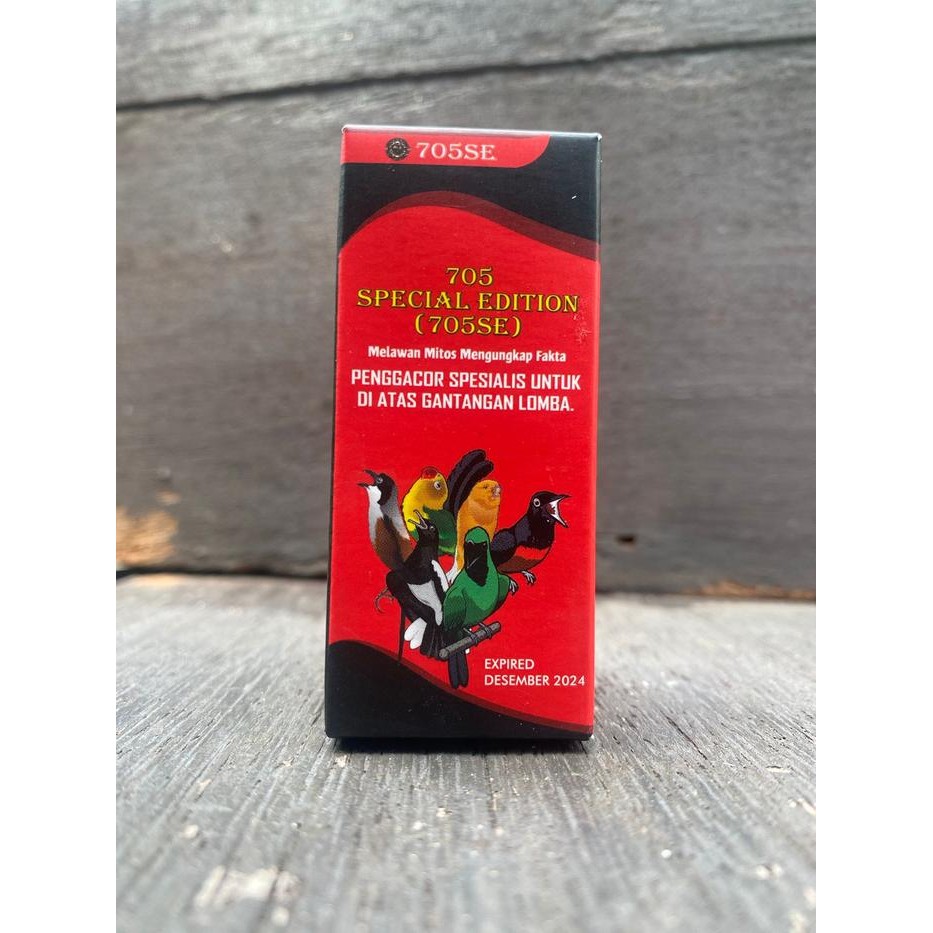 705SE
705
SPECIAL EDITION
(705SE)
Melawan Mitos Mengungkap Fakta
PENGGACOR SPESIALIS UNTUK
DI ATAS GANTANGAN LOMBA.
EXPIRED
DESEMBER 2024